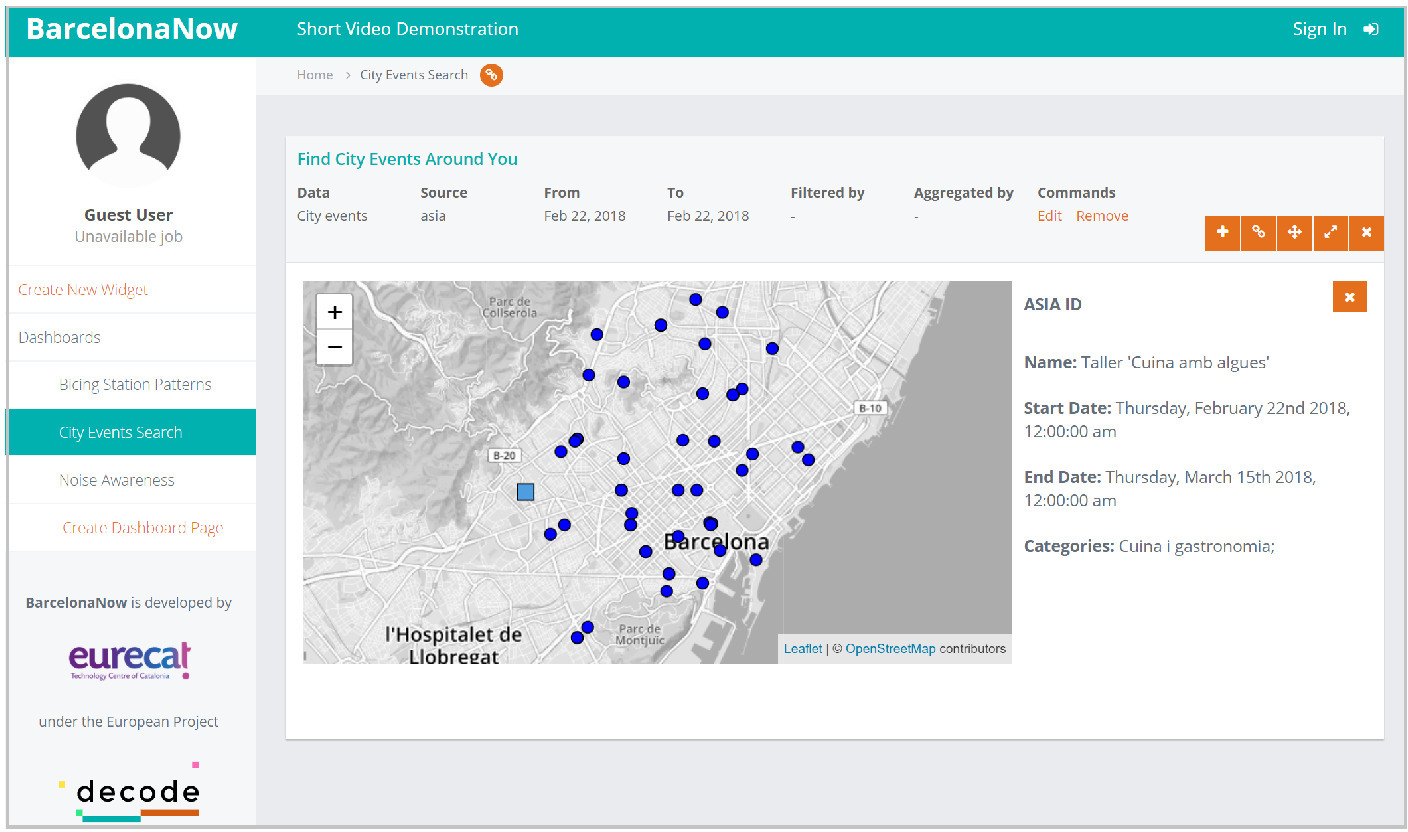 BarcelonaNow
Short Video Demonstration
Sign In
Home > City Events Search
Guest User
Unavailable job
Create New Widget
Dashboards
Bicing Station Patterns
City Events Search
Noise Awareness
Create Dashboard Page
BarcelonaNow is developed by
eurecat
Technology Centre of Catalonia
under the European Project
decode
Find City Events Around You
Data Source From To Filtered by Aggregated by Commands
City events asia Feb 22, 2018 Feb 22, 2018 - - Edit Remove
+
−
Parc de
Collserola
B-10
B-20
Barcelona
l'Hospitalet de
Llobregat
Parc de
Montjuïc
Leaflet | © OpenStreetMap contributors
ASIA ID
Name: Taller 'Cuina amb algues'
Start Date: Thursday, February 22nd 2018,
12:00:00 am
End Date: Thursday, March 15th 2018,
12:00:00 am
Categories: Cuina i gastronomia;